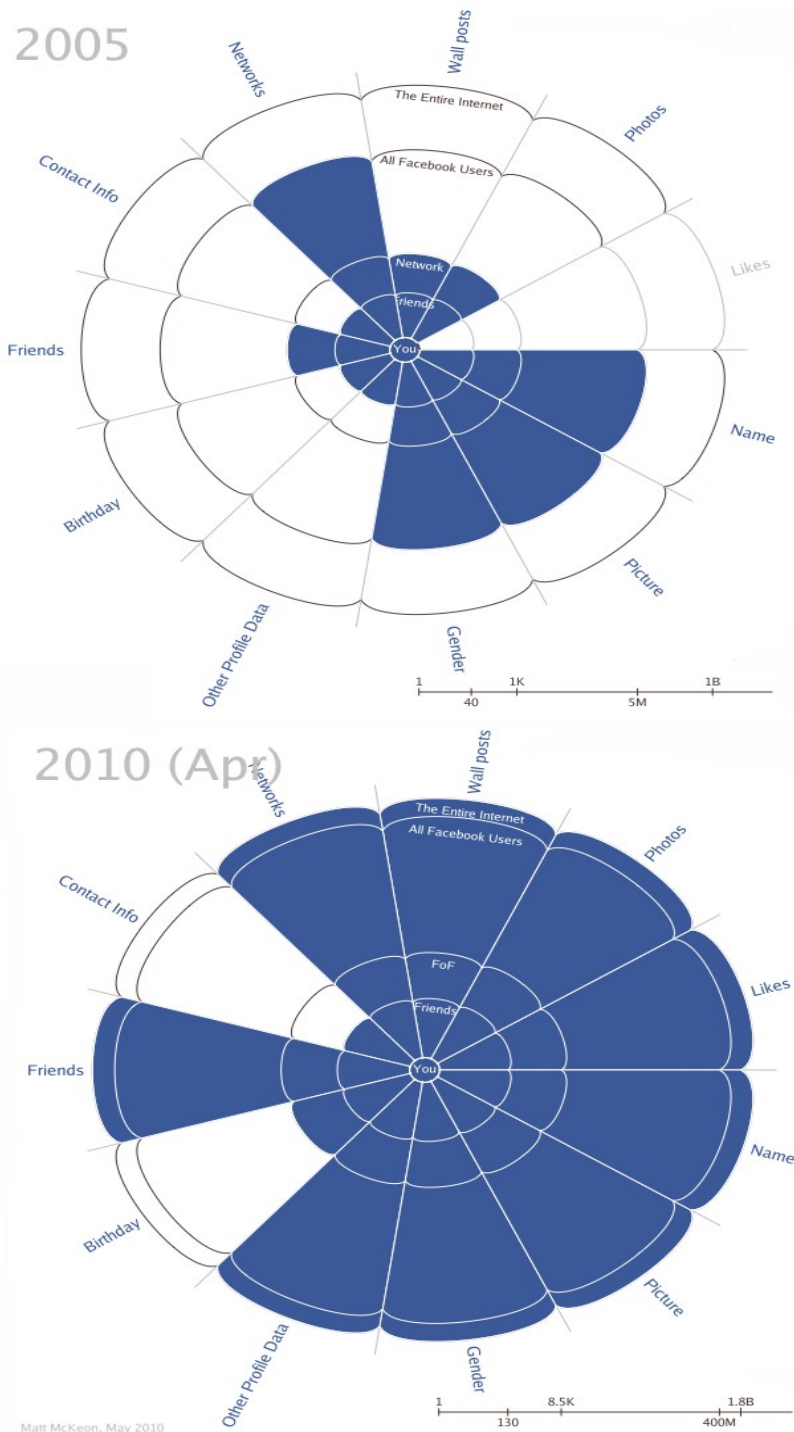 2005
Wall posts
Networks
The Entire Internet
Photos
Contact Info
All Facebook Users
Likes
Network
Friends
You
Friends
Name
Birthday
Picture
Other Profile Data
Gender
1
1K
1B
40
5M
2010 (Apr)
Wall posts
Networks
The Entire Internet
All Facebook Users
Photos
Contact Info
FoF
Likes
Friends
You
Friends
Name
Birthday
Picture
Other Profile Data
Gender
1
8.5K
1.8B
130
400M
Matt McKeon, May 2010